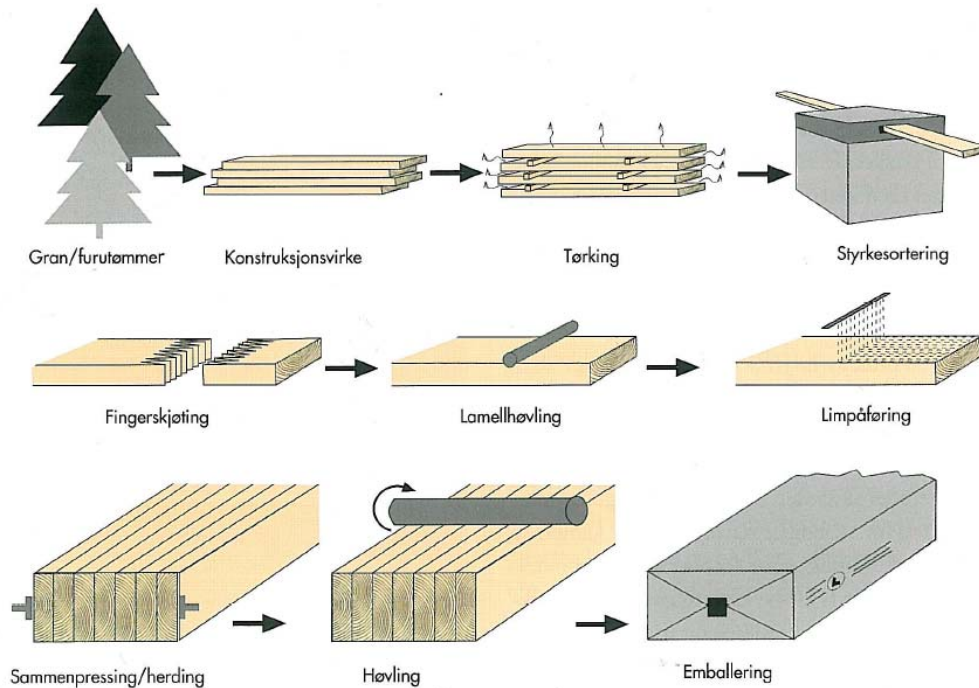 Gran/furutømmer
Konstruksjonsvirke
Tørking
Styrkesortering
Fingerskjøting
Lamellhøvling
Limpåføring
Sammenpressing/herding
Høvling
Emballering